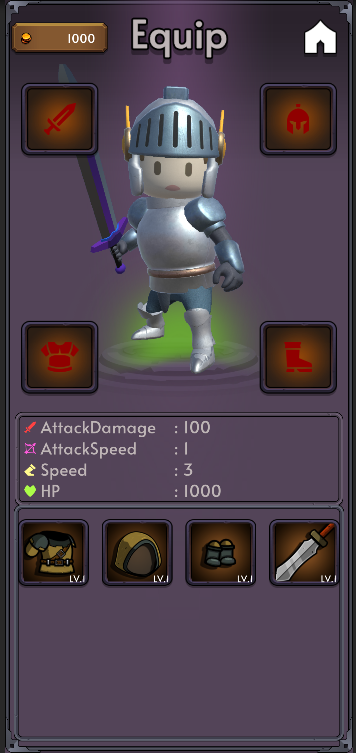 1000
Equip
AttackDamage : 100
AttackSpeed : 1
Speed : 3
HP : 1000
LV.1 LV.1 LV.1 LV.1